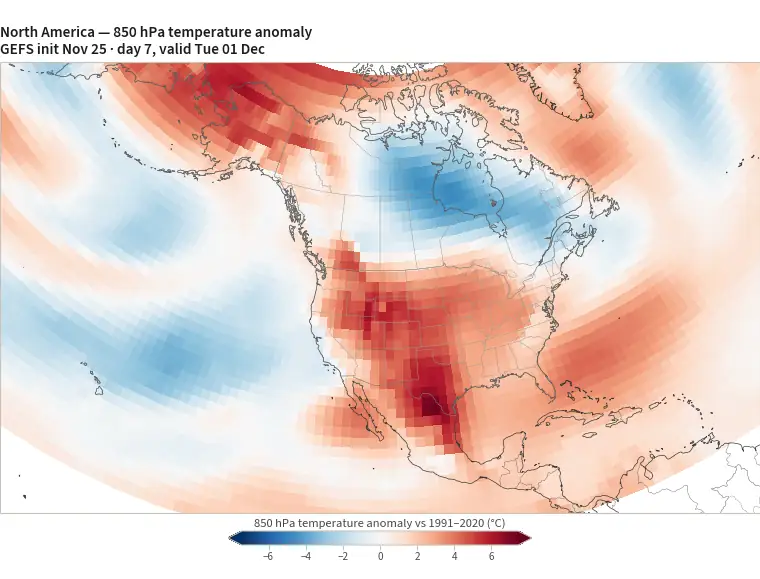 North America — 850 hPa temperature anomaly
GEFS init Nov 25 · day 7, valid Tue 01 Dec
850 hPa temperature anomaly vs 1991–2020 (°C)
−6 −4 −2 0 2 4 6